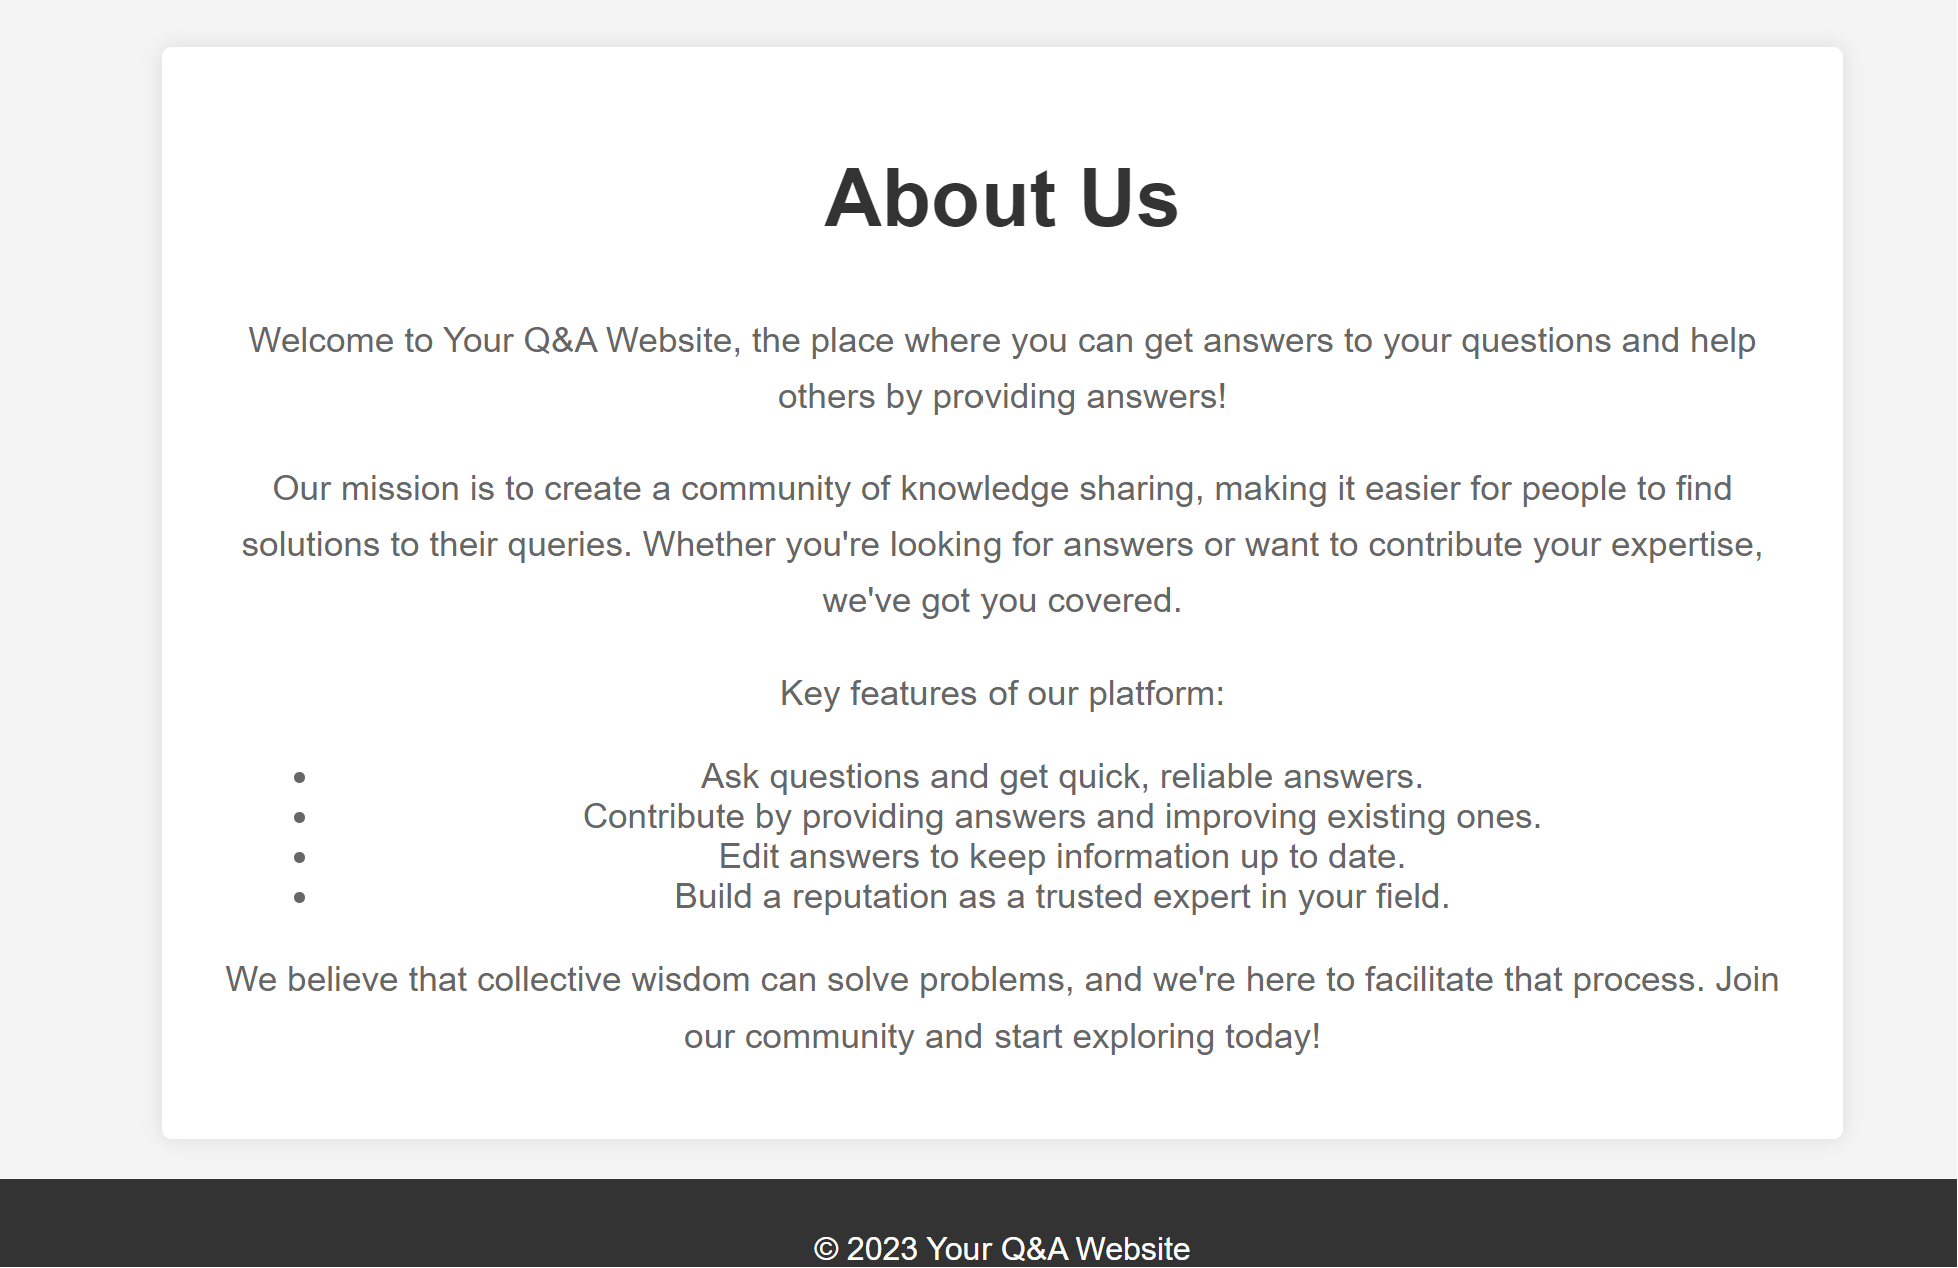 About Us
Welcome to Your Q&A Website, the place where you can get answers to your questions and help
others by providing answers!
Our mission is to create a community of knowledge sharing, making it easier for people to find
solutions to their queries. Whether you're looking for answers or want to contribute your expertise,
we've got you covered.
Key features of our platform:
• Ask questions and get quick, reliable answers.
• Contribute by providing answers and improving existing ones.
• Edit answers to keep information up to date.
• Build a reputation as a trusted expert in your field.
We believe that collective wisdom can solve problems, and we're here to facilitate that process. Join
our community and start exploring today!
© 2023 Your Q&A Website